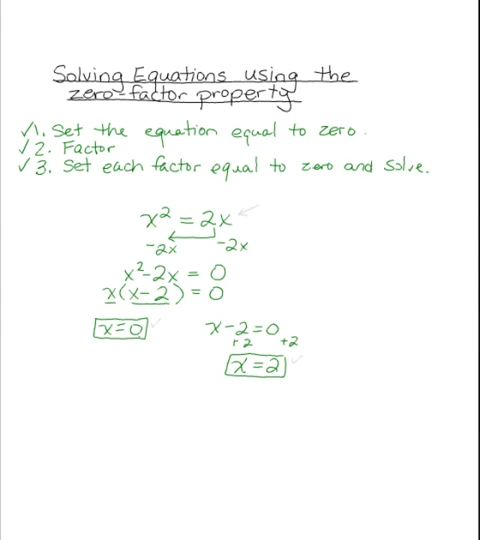 Solving Equations using the
zero-factor property
✓1. Set the equation equal to zero.
✓2. Factor
✓3. Set each factor equal to zero and solve.
x² = 2x
-2x -2x
x²-2x = 0
x(x-2) = 0
x=0 x-2=0
+2 +2
x=2